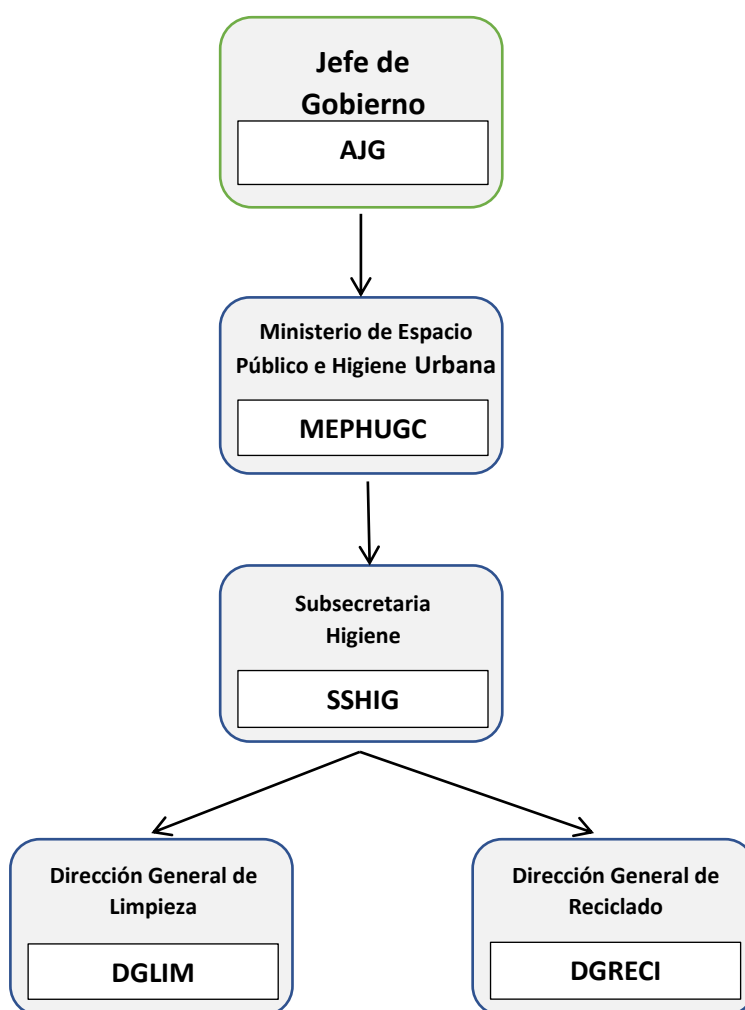 Jefe de
Gobierno
AJG
Ministerio de Espacio
Público e Higiene Urbana
MEPHUGC
Subsecretaria
Higiene
SSHIG
Dirección General de
Limpieza
DGLIM
Dirección General de
Reciclado
DGRECI